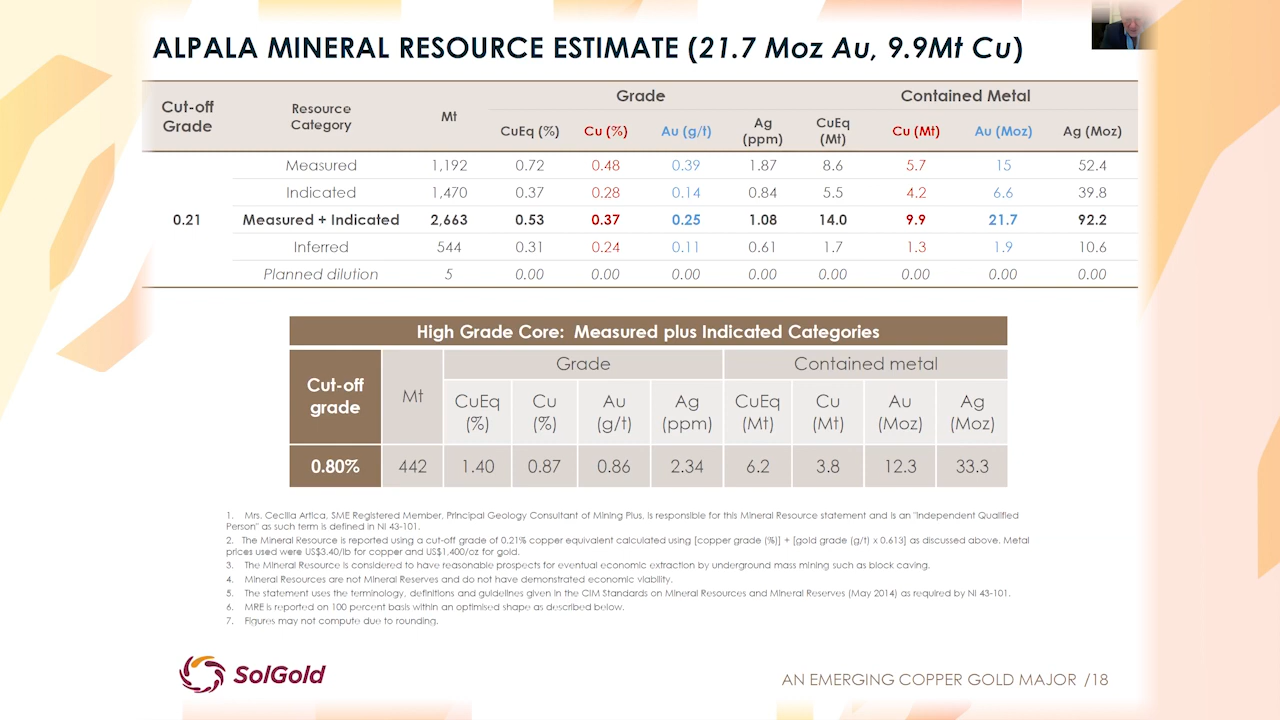 ALPALA MINERAL RESOURCE ESTIMATE (21.7 Moz Au, 9.9Mt Cu)
Cut-off Grade Resource Category Mt Grade Contained Metal
CuEq (%) Cu (%) Au (g/t) Ag (ppm) CuEq (Mt) Cu (Mt) Au (Moz) Ag (Moz)
Measured 1,192 0.72 0.48 0.39 1.87 8.6 5.7 15 52.4
Indicated 1,470 0.37 0.28 0.14 0.84 5.5 4.2 6.6 39.8
0.21 Measured + Indicated 2,663 0.53 0.37 0.25 1.08 14.0 9.9 21.7 92.2
Inferred 544 0.31 0.24 0.11 0.61 1.7 1.3 1.9 10.6
Planned dilution 5 0.00 0.00 0.00 0.00 0.00 0.00 0.00 0.00
High Grade Core: Measured plus Indicated Categories
Cut-off grade Mt Grade Contained metal
CuEq (%) Cu (%) Au (g/t) Ag (ppm) CuEq (Mt) Cu (Mt) Au (Moz) Ag (Moz)
0.80% 442 1.40 0.87 0.86 2.34 6.2 3.8 12.3 33.3
1. Mrs. Cecilia Artica, SME Registered Member, Principal Geology Consultant of Mining Plus, is responsible for this Mineral Resource statement and is an "Independent Qualified
Person" as such term is defined in NI 43-101.
2. The Mineral Resource is reported using a cut-off grade of 0.21% copper equivalent calculated using [copper grade (%)] + [gold grade (g/t) x 0.613] as discussed above. Metal
prices used were US$3.40/lb for copper and US$1,400/oz for gold.
3. The Mineral Resource is considered to have reasonable prospects for eventual economic extraction by underground mass mining such as block caving.
4. Mineral Resources are not Mineral Reserves and do not have demonstrated economic viability.
5. The statement uses the terminology, definitions and guidelines given in the CIM Standards on Mineral Resources and Mineral Reserves (May 2014) as required by NI 43-101.
6. MRE is reported on 100 percent basis within an optimised shape as described below.
7. Figures may not compute due to rounding.
SolGold
AN EMERGING COPPER GOLD MAJOR /18